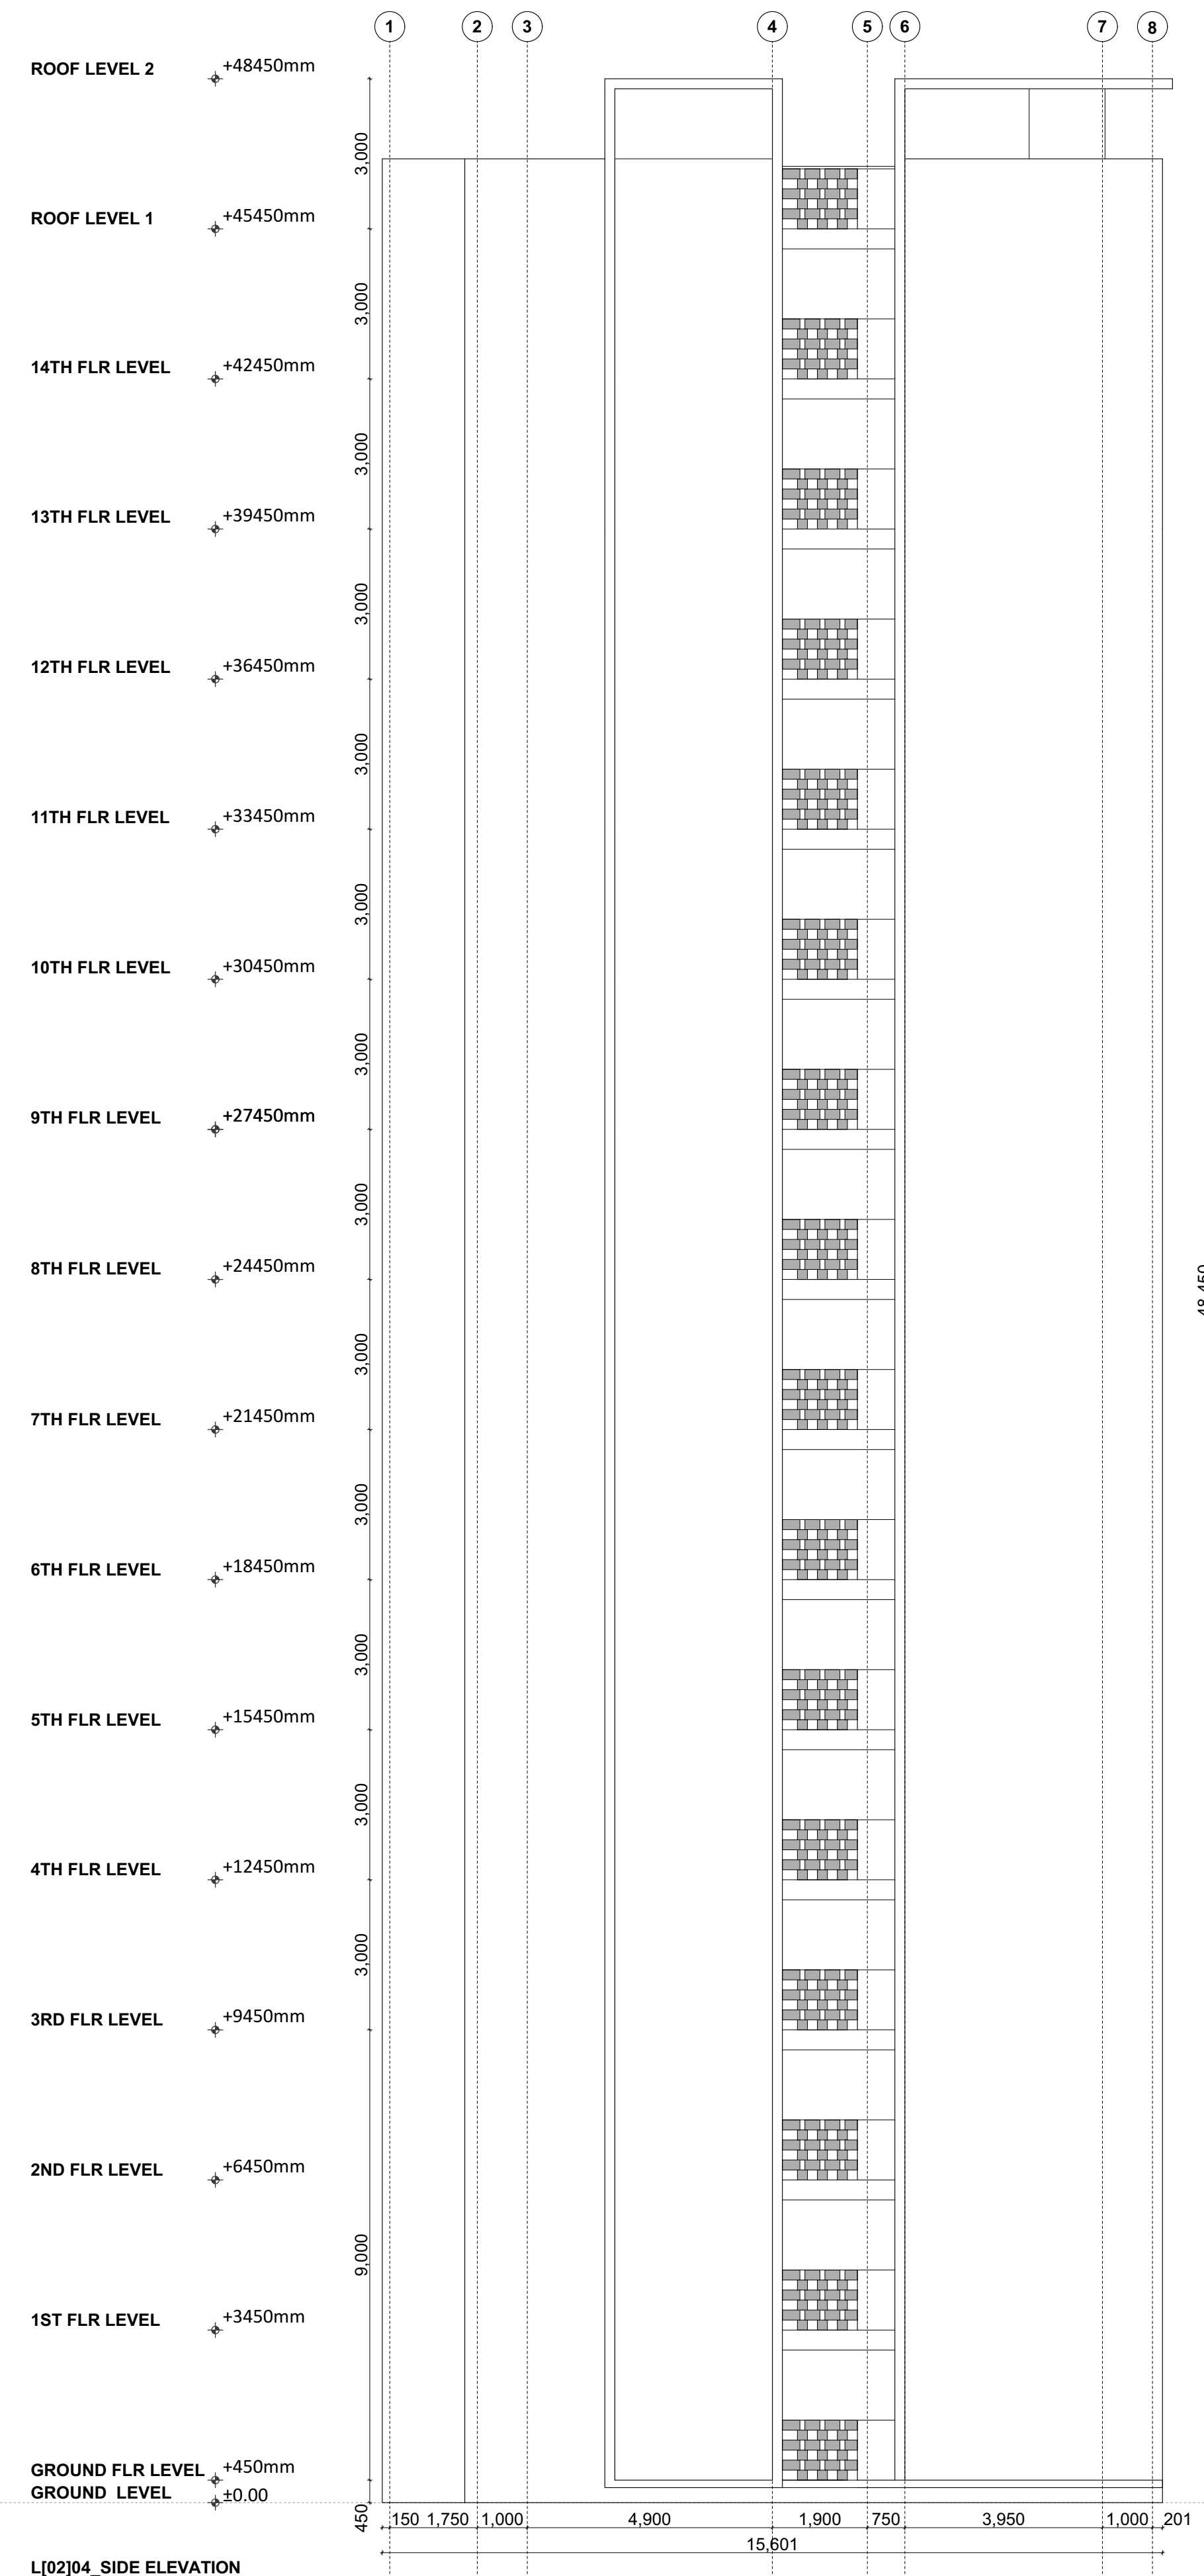 1 2 3 4 5 6 7 8
ROOF LEVEL 2 +48450mm
3,000
ROOF LEVEL 1 +45450mm
3,000
14TH FLR LEVEL +42450mm
3,000
13TH FLR LEVEL +39450mm
3,000
12TH FLR LEVEL +36450mm
3,000
11TH FLR LEVEL +33450mm
3,000
10TH FLR LEVEL +30450mm
3,000
9TH FLR LEVEL +27450mm
3,000
8TH FLR LEVEL +24450mm
48,450
3,000
7TH FLR LEVEL +21450mm
3,000
6TH FLR LEVEL +18450mm
3,000
5TH FLR LEVEL +15450mm
3,000
4TH FLR LEVEL +12450mm
3,000
3RD FLR LEVEL +9450mm
2ND FLR LEVEL +6450mm
9,000
1ST FLR LEVEL +3450mm
GROUND FLR LEVEL +450mm
GROUND LEVEL ±0.00
450 150 1,750 1,000 4,900 1,900 750 3,950 1,000 201
15,601
L[02]04_SIDE ELEVATION